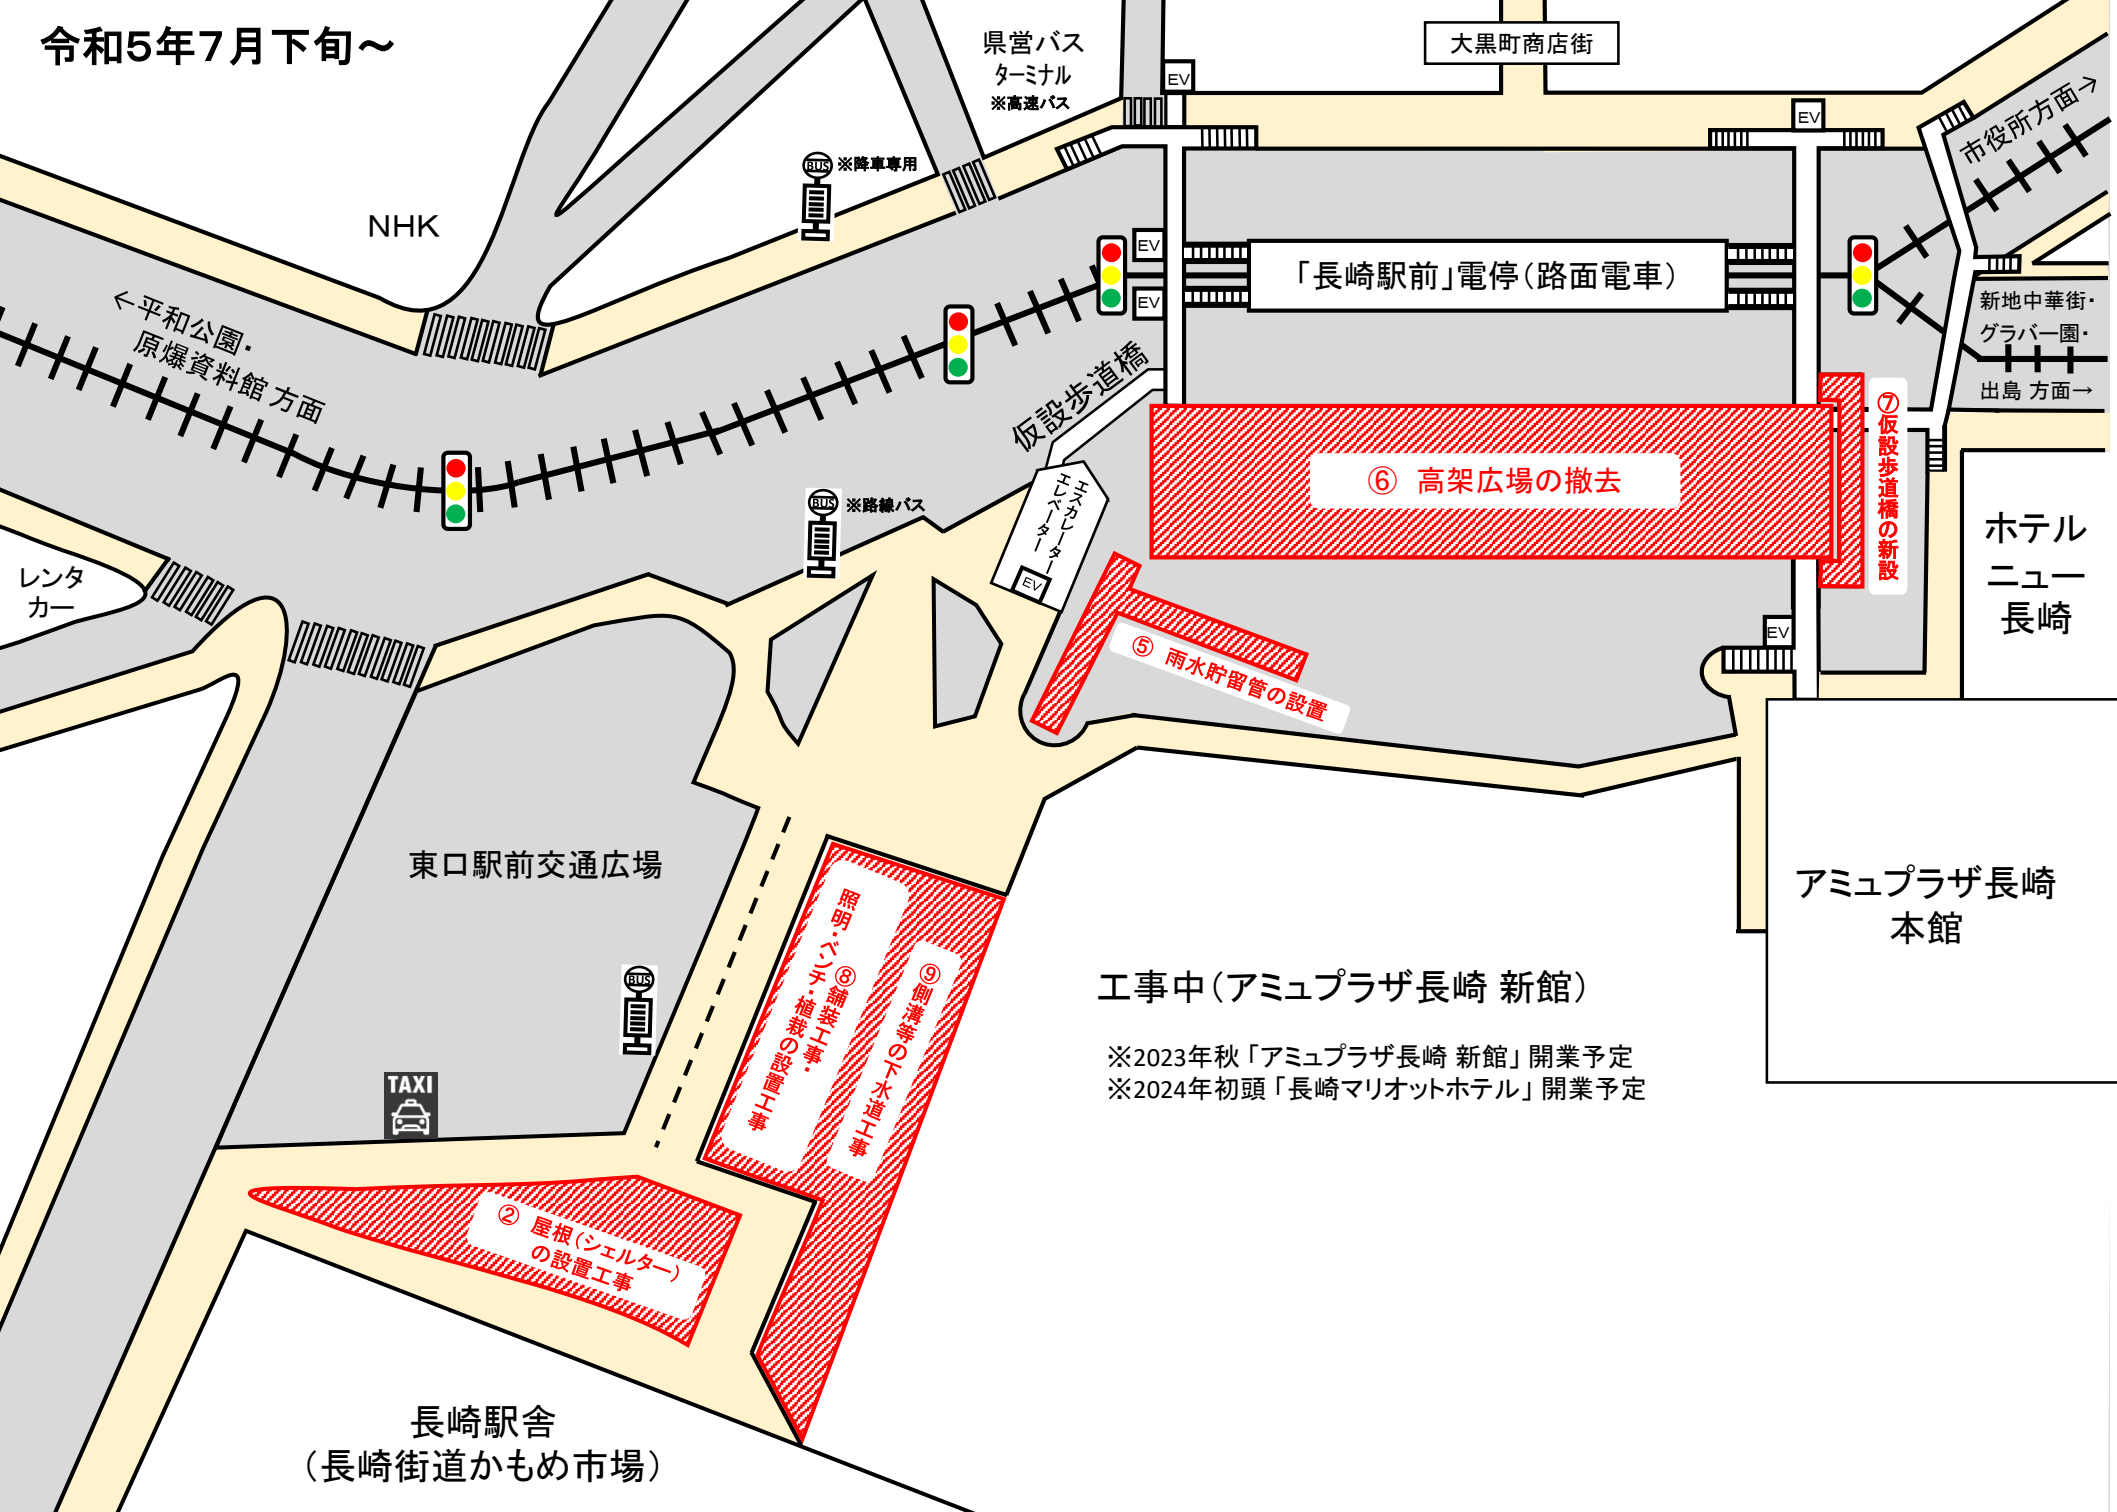 令和5年7月下旬～
県営バス
ターミナル
※高速バス
大黒町商店街
EV
EV
市役所方面→
BUS
※降車専用
NHK
EV
EV
「長崎駅前」電停（路面電車）
←平和公園・
原爆資料館 方面
新地中華街・
グラバー園・
出島 方面→
仮設歩道橋
⑥ 高架広場の撤去
⑦仮設歩道橋の新設
BUS
※路線バス
エスカレーター
エレベーター
EV
ホテル
ニュー
長崎
レンタ
カー
EV
⑤ 雨水貯留管の設置
東口駅前交通広場
アミュプラザ長崎
本館
⑧舗装工事・
照明・ベンチ・植栽の設置工事
⑨側溝等の下水道工事
工事中（アミュプラザ長崎 新館）
※2023年秋「アミュプラザ長崎 新館」開業予定
※2024年初頭「長崎マリオットホテル」開業予定
BUS
TAXI
② 屋根（シェルター）
の設置工事
長崎駅舎
（長崎街道かもめ市場）